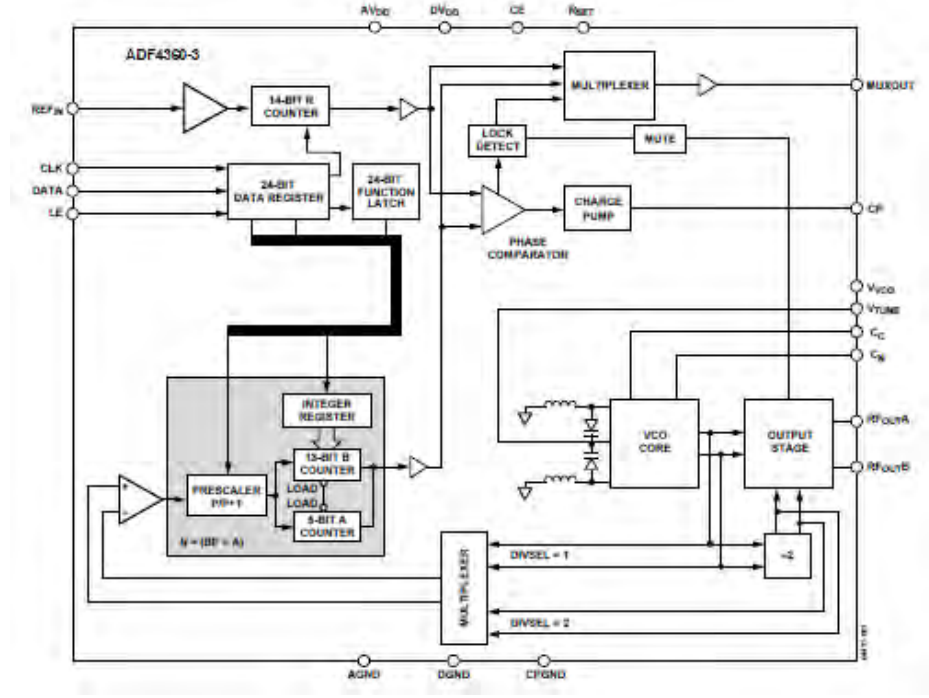 AVDD DVDD CE RSET
ADF4360-3
REFIN
14-BIT R
COUNTER
MULTIPLEXER
MUXOUT
LOCK
DETECT
MUTE
CLK
DATA
LE
24-BIT
DATA REGISTER
24-BIT
FUNCTION
LATCH
CHARGE
PUMP
CP
PHASE
COMPARATOR
VVCO
VTUNE
CC
CN
INTEGER
REGISTER
13-BIT B
COUNTER
LOAD
LOAD
PRESCALER
P/P+1
5-BIT A
COUNTER
N = (BP + A)
VCO
CORE
OUTPUT
STAGE
RFOUTA
RFOUTB
MULTIPLEXER
DIVSEL = 1
÷2
DIVSEL = 2
AGND DGND CPGND